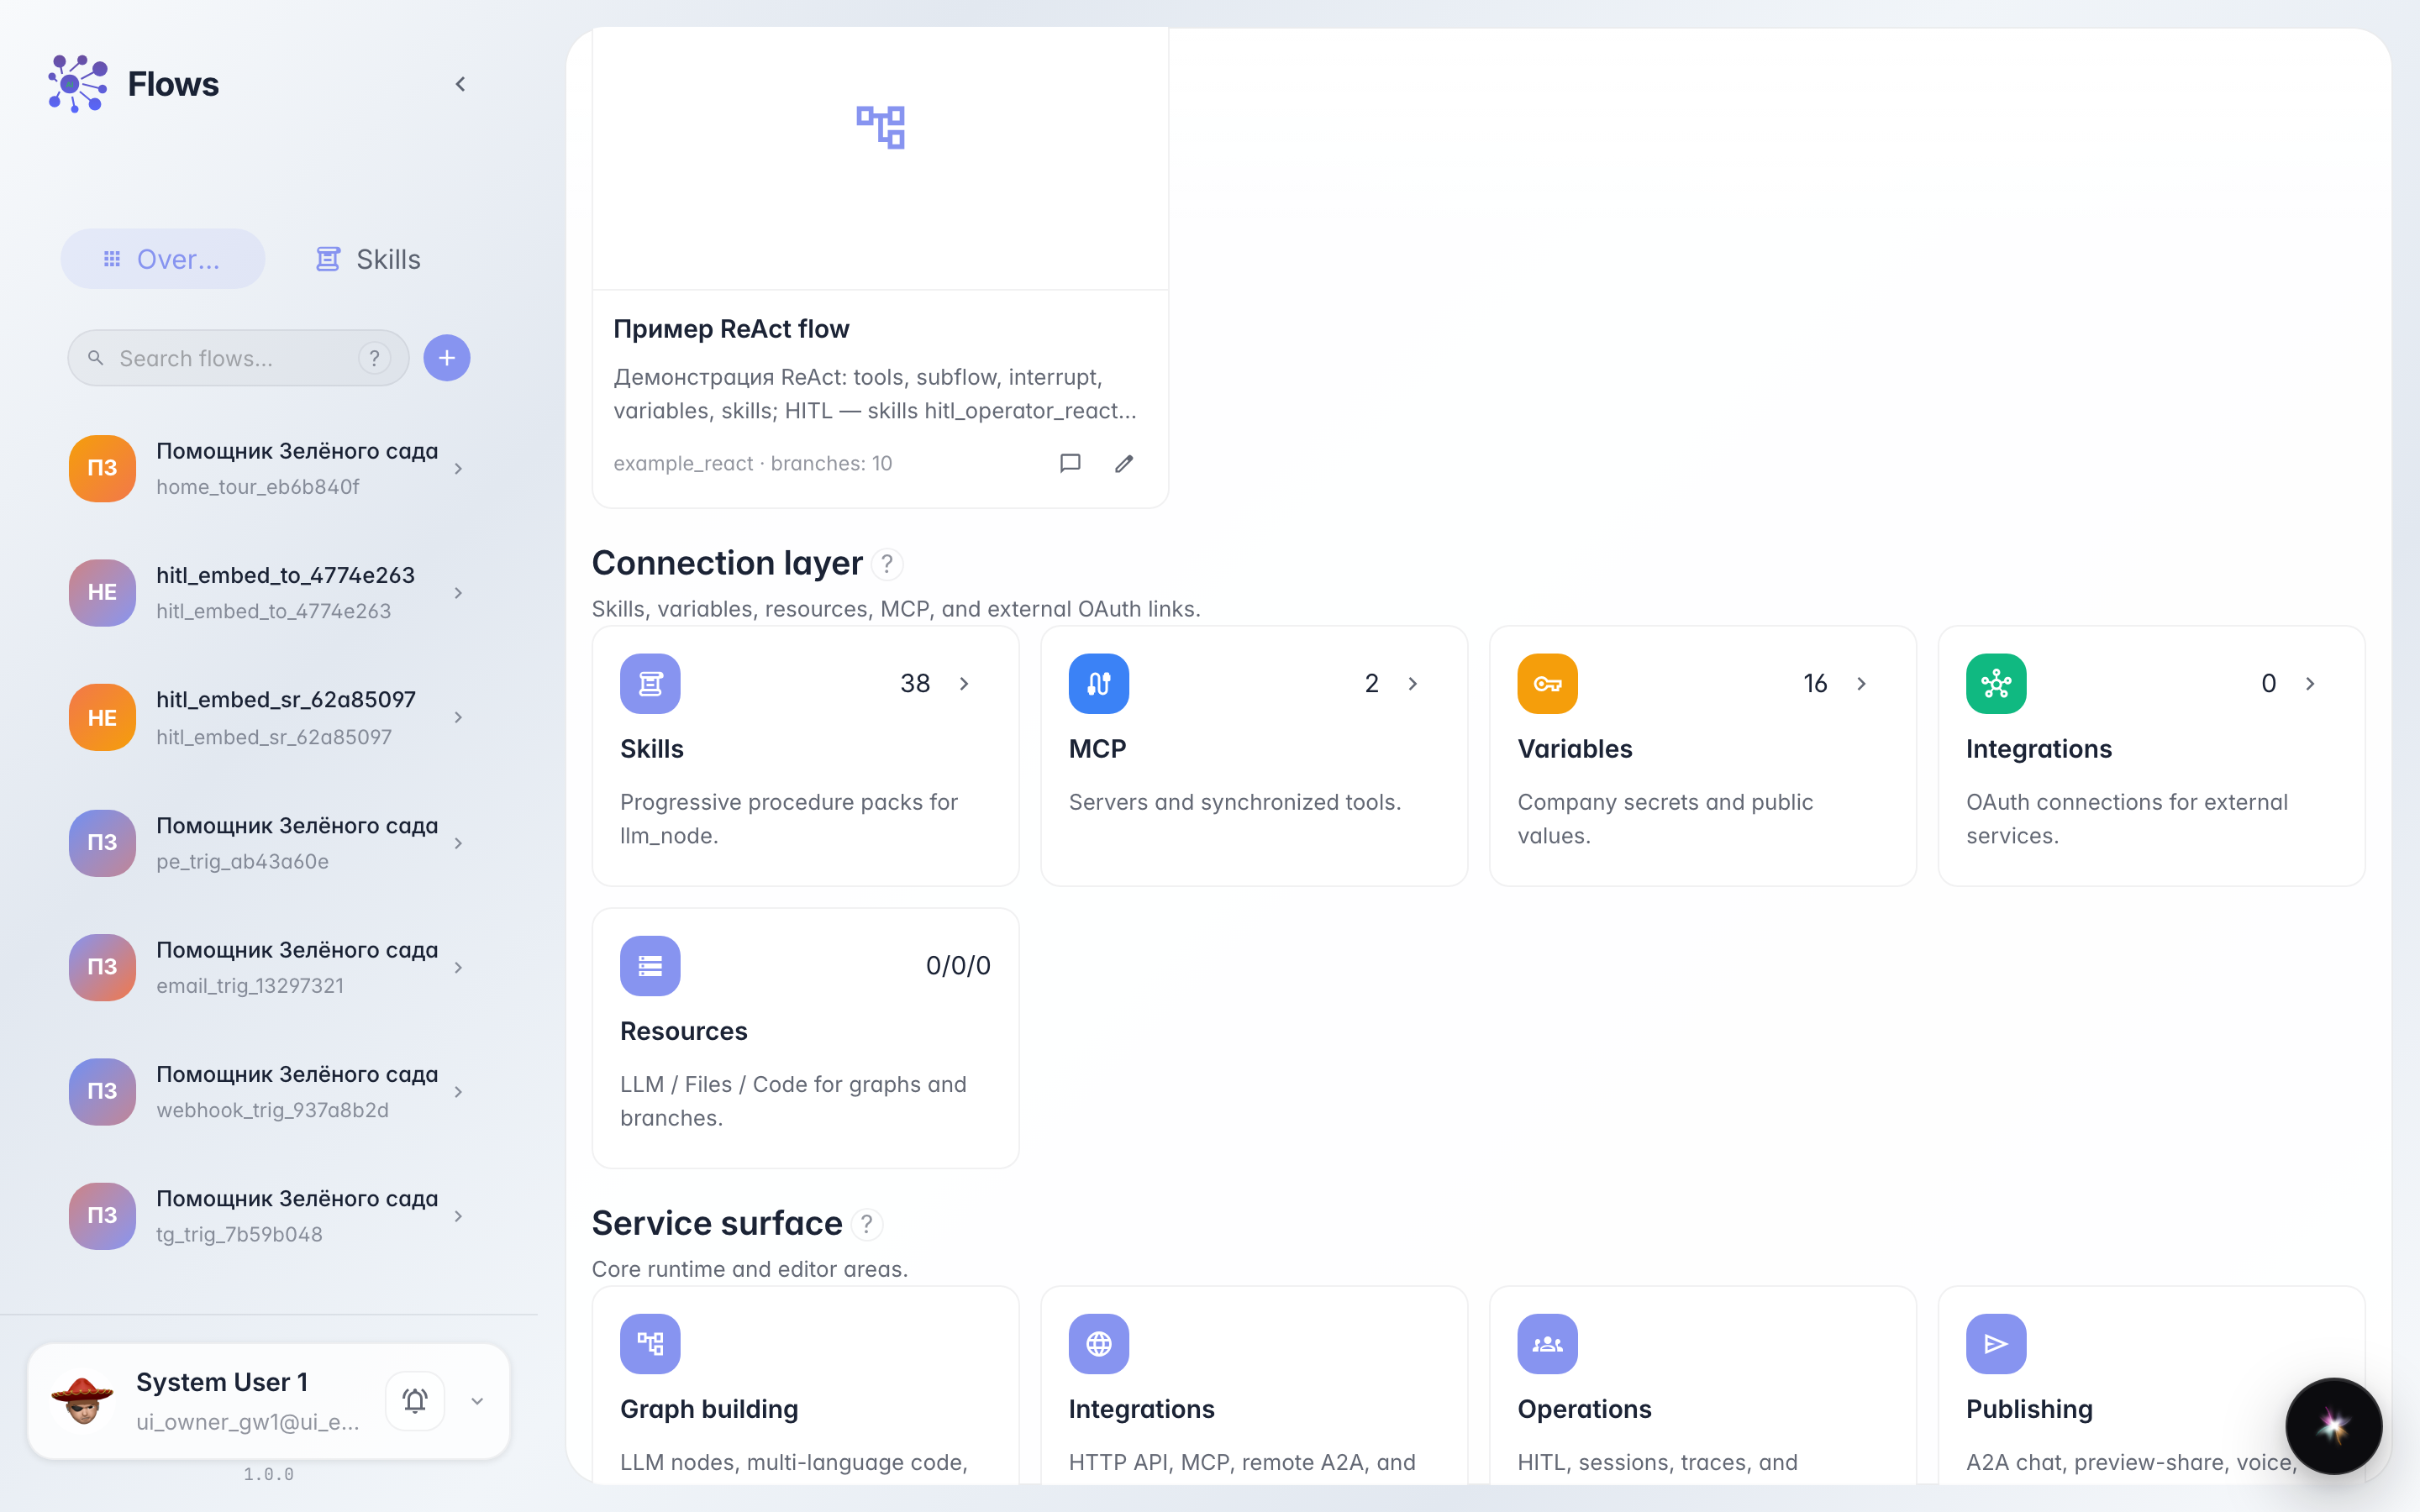 Flows
Over...
Skills
Search flows...
?
ПЗ
Помощник Зелёного сада
home_tour_eb6b840f
HE
hitl_embed_to_4774e263
hitl_embed_to_4774e263
HE
hitl_embed_sr_62a85097
hitl_embed_sr_62a85097
ПЗ
Помощник Зелёного сада
pe_trig_ab43a60e
ПЗ
Помощник Зелёного сада
email_trig_13297321
ПЗ
Помощник Зелёного сада
webhook_trig_937a8b2d
ПЗ
Помощник Зелёного сада
tg_trig_7b59b048
System User 1
ui_owner_gw1@ui_e...
1.0.0
Пример ReAct flow
Демонстрация ReAct: tools, subflow, interrupt,
variables, skills; HITL — skills hitl_operator_react...
example_react · branches: 10
Connection layer ?
Skills, variables, resources, MCP, and external OAuth links.
38
Skills
Progressive procedure packs for
llm_node.
2
MCP
Servers and synchronized tools.
16
Variables
Company secrets and public
values.
0
Integrations
OAuth connections for external
services.
0/0/0
Resources
LLM / Files / Code for graphs and
branches.
Service surface ?
Core runtime and editor areas.
Graph building
LLM nodes, multi-language code,
Integrations
HTTP API, MCP, remote A2A, and
Operations
HITL, sessions, traces, and
Publishing
A2A chat, preview-share, voice,